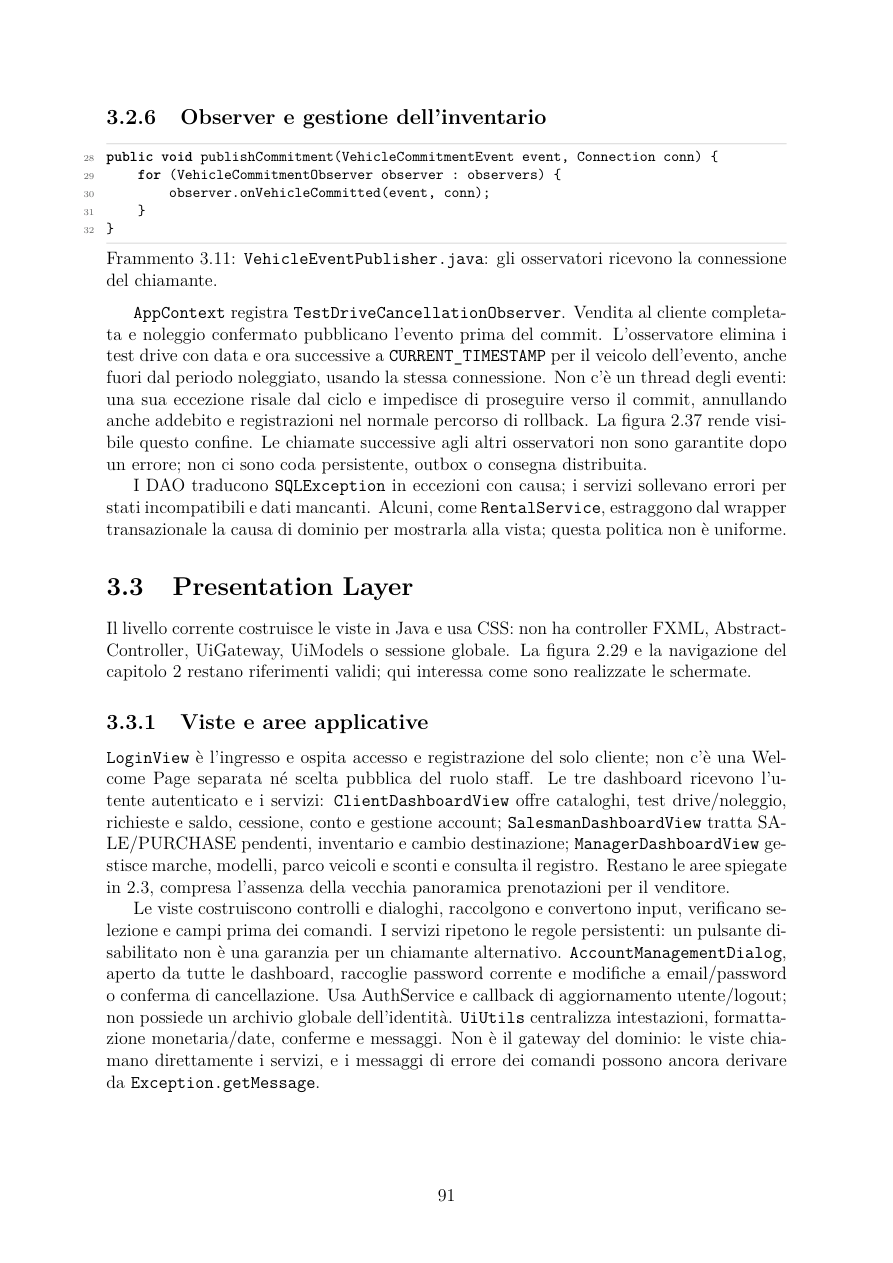 3.2.6 Observer e gestione dell'inventario
28 public void publishCommitment(VehicleCommitmentEvent event, Connection conn) {
29 for (VehicleCommitmentObserver observer : observers) {
30 observer.onVehicleCommitted(event, conn);
31 }
32 }
Frammento 3.11: VehicleEventPublisher.java: gli osservatori ricevono la connessione
del chiamante.
AppContext registra TestDriveCancellationObserver. Vendita al cliente completa-
ta e noleggio confermato pubblicano l'evento prima del commit. L'osservatore elimina i
test drive con data e ora successive a CURRENT_TIMESTAMP per il veicolo dell'evento, anche
fuori dal periodo noleggiato, usando la stessa connessione. Non c'è un thread degli eventi:
una sua eccezione risale dal ciclo e impedisce di proseguire verso il commit, annullando
anche addebito e registrazioni nel normale percorso di rollback. La figura 2.37 rende visi-
bile questo confine. Le chiamate successive agli altri osservatori non sono garantite dopo
un errore; non ci sono coda persistente, outbox o consegna distribuita.
I DAO traducono SQLException in eccezioni con causa; i servizi sollevano errori per
stati incompatibili e dati mancanti. Alcuni, come RentalService, estraggono dal wrapper
transazionale la causa di dominio per mostrarla alla vista; questa politica non è uniforme.
3.3 Presentation Layer
Il livello corrente costruisce le viste in Java e usa CSS: non ha controller FXML, Abstract-
Controller, UiGateway, UiModels o sessione globale. La figura 2.29 e la navigazione del
capitolo 2 restano riferimenti validi; qui interessa come sono realizzate le schermate.
3.3.1 Viste e aree applicative
LoginView è l'ingresso e ospita accesso e registrazione del solo cliente; non c'è una Wel-
come Page separata né scelta pubblica del ruolo staff. Le tre dashboard ricevono l'u-
tente autenticato e i servizi: ClientDashboardView offre cataloghi, test drive/noleggio,
richieste e saldo, cessione, conto e gestione account; SalesmanDashboardView tratta SA-
LE/PURCHASE pendenti, inventario e cambio destinazione; ManagerDashboardView ge-
stisce marche, modelli, parco veicoli e sconti e consulta il registro. Restano le aree spiegate
in 2.3, compresa l'assenza della vecchia panoramica prenotazioni per il venditore.
Le viste costruiscono controlli e dialoghi, raccolgono e convertono input, verificano se-
lezione e campi prima dei comandi. I servizi ripetono le regole persistenti: un pulsante di-
sabilitato non è una garanzia per un chiamante alternativo. AccountManagementDialog,
aperto da tutte le dashboard, raccoglie password corrente e modifiche a email/password
o conferma di cancellazione. Usa AuthService e callback di aggiornamento utente/logout;
non possiede un archivio globale dell'identità. UiUtils centralizza intestazioni, formatta-
zione monetaria/date, conferme e messaggi. Non è il gateway del dominio: le viste chia-
mano direttamente i servizi, e i messaggi di errore dei comandi possono ancora derivare
da Exception.getMessage.
91